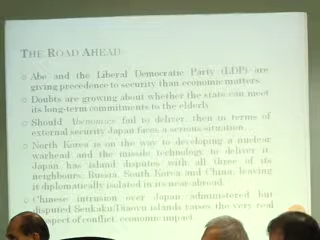 THE ROAD AHEAD:
Abe and the Liberal Democratic Party (LDP) are
giving precedence to security than economic matters.
Doubts are growing about whether the state can meet
its long-term commitments to the elderly.
Should Abenomics fail to deliver, then in terms of
external security Japan faces a serious situation...
North Korea is on the way to developing a nuclear
warhead and the missile technology to deliver it.
Japan has island disputes with all three of its
neighbours: Russia, South Korea and China, leaving
it diplomatically isolated in its near-abroad.
Chinese intrusion over Japan administered but
disputed Senkaku/Diaoyu islands raises the very real
prospect of conflict, economic impact